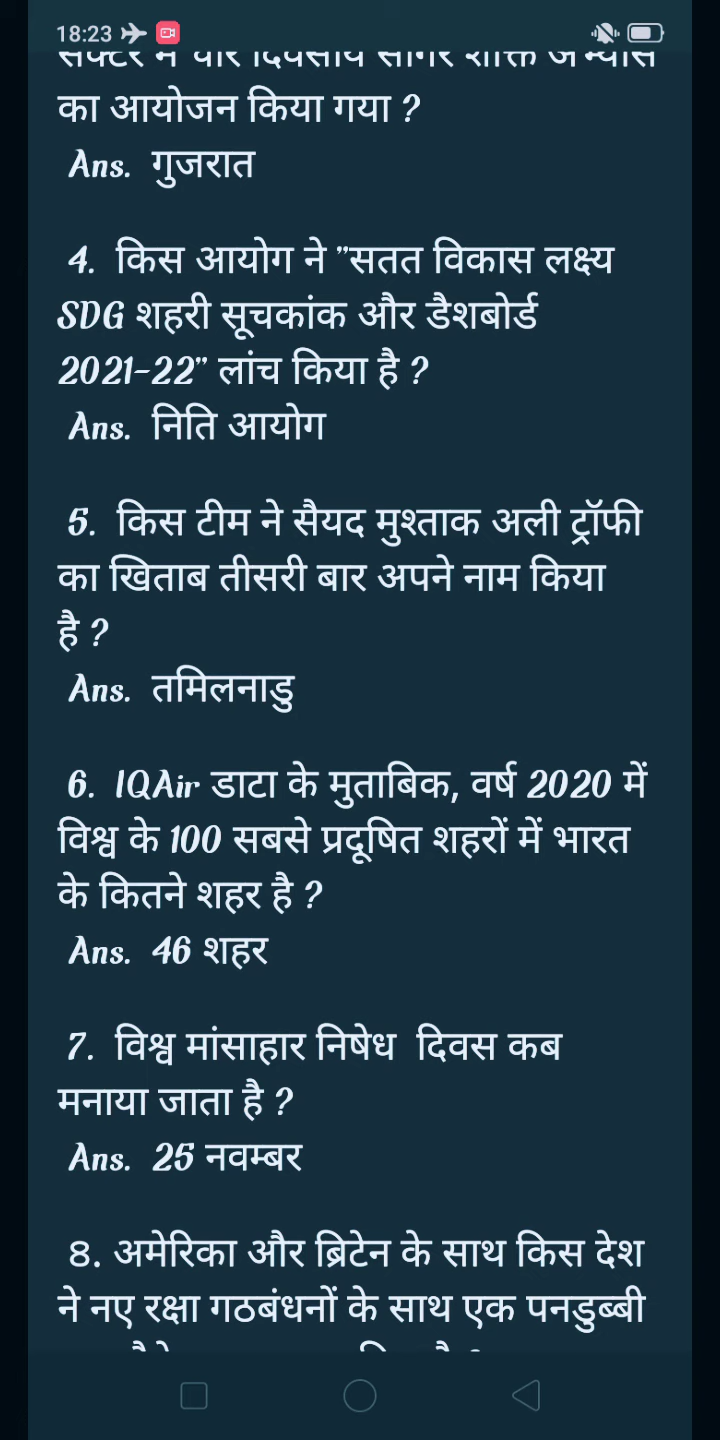 18:23
का आयोजन किया गया ?
Ans. गुजरात
4. किस आयोग ने "सतत विकास लक्ष्य
SDG शहरी सूचकांक और डैशबोर्ड
2021-22" लांच किया है ?
Ans. निति आयोग
5. किस टीम ने सैयद मुश्ताक अली ट्रॉफी
का खिताब तीसरी बार अपने नाम किया
है ?
Ans. तमिलनाडु
6. IQAir डाटा के मुताबिक, वर्ष 2020 में
विश्व के 100 सबसे प्रदूषित शहरों में भारत
के कितने शहर है ?
Ans. 46 शहर
7. विश्व मांसाहार निषेध दिवस कब
मनाया जाता है ?
Ans. 25 नवम्बर
8. अमेरिका और ब्रिटेन के साथ किस देश
ने नए रक्षा गठबंधनों के साथ एक पनडुब्बी